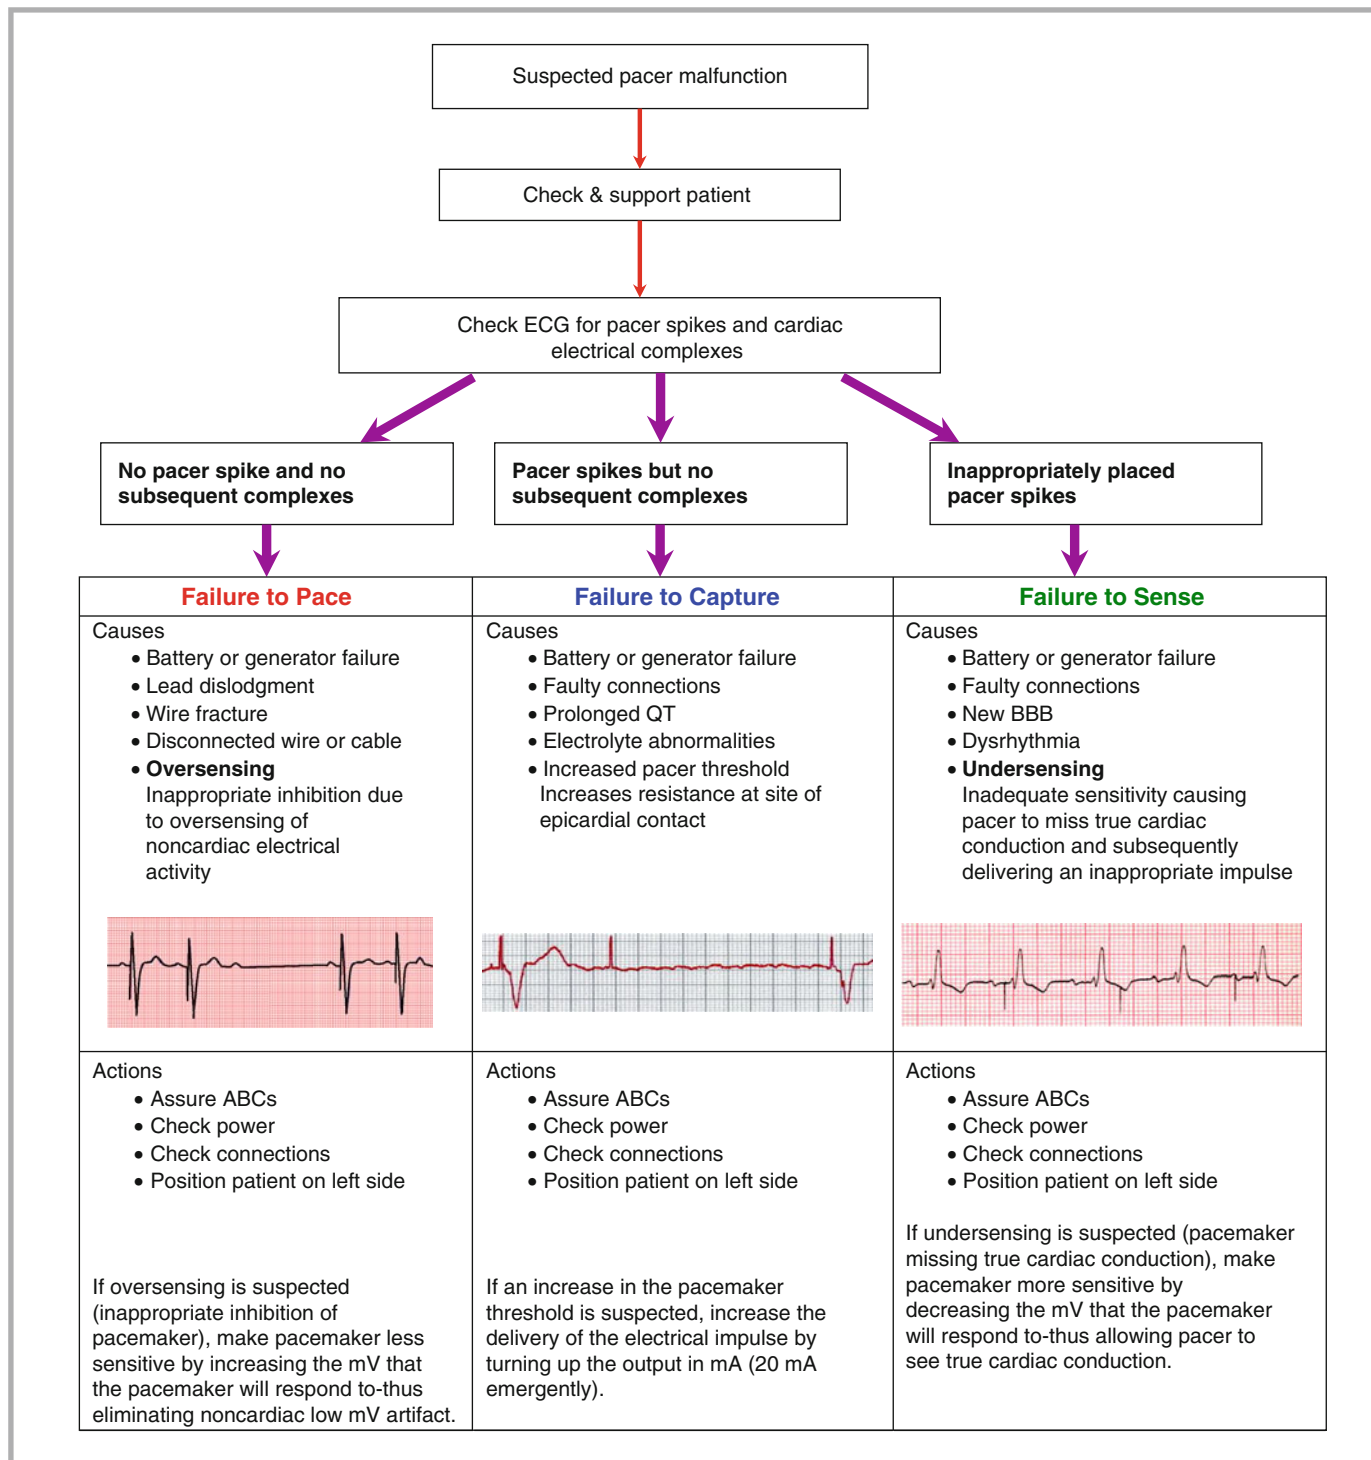 Suspected pacer malfunction
Check & support patient
Check ECG for pacer spikes and cardiac
electrical complexes
No pacer spike and no
subsequent complexes
Pacer spikes but no
subsequent complexes
Inappropriately placed
pacer spikes
Failure to Pace
Causes
• Battery or generator failure
• Lead dislodgment
• Wire fracture
• Disconnected wire or cable
• Oversensing
Inappropriate inhibition due
to oversensing of
noncardiac electrical
activity
Actions
• Assure ABCs
• Check power
• Check connections
• Position patient on left side
If oversensing is suspected
(inappropriate inhibition of
pacemaker), make pacemaker less
sensitive by increasing the mV that
the pacemaker will respond to-thus
eliminating noncardiac low mV artifact.
Failure to Capture
Causes
• Battery or generator failure
• Faulty connections
• Prolonged QT
• Electrolyte abnormalities
• Increased pacer threshold
Increases resistance at site of
epicardial contact
Actions
• Assure ABCs
• Check power
• Check connections
• Position patient on left side
If an increase in the pacemaker
threshold is suspected, increase the
delivery of the electrical impulse by
turning up the output in mA (20 mA
emergently).
Failure to Sense
Causes
• Battery or generator failure
• Faulty connections
• New BBB
• Dysrhythmia
• Undersensing
Inadequate sensitivity causing
pacer to miss true cardiac
conduction and subsequently
delivering an inappropriate impulse
Actions
• Assure ABCs
• Check power
• Check connections
• Position patient on left side
If undersensing is suspected (pacemaker
missing true cardiac conduction), make
pacemaker more sensitive by
decreasing the mV that the pacemaker
will respond to-thus allowing pacer to
see true cardiac conduction.